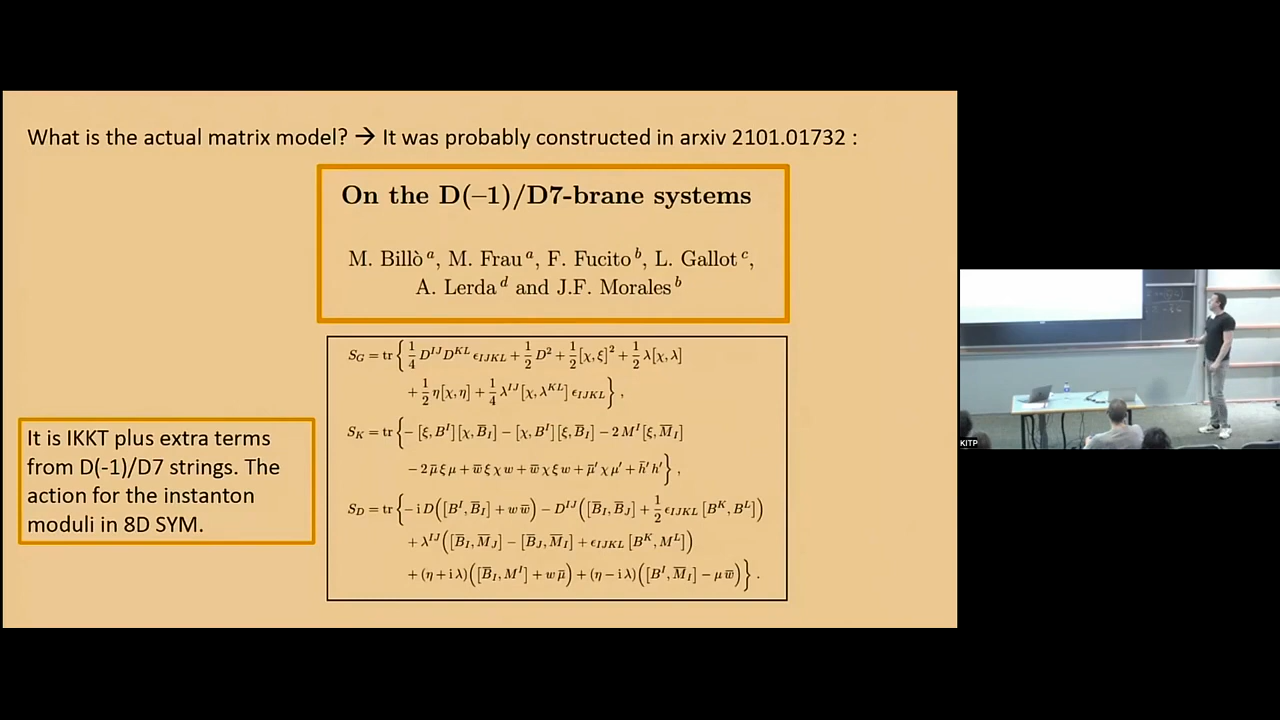 What is the actual matrix model? → It was probably constructed in arxiv 2101.01732 :
On the D(−1)/D7-brane systems
M. Billò a, M. Frau a, F. Fucito b, L. Gallot c,
A. Lerda d and J.F. Morales b
S_G = tr { 1/4 D^{IJ} D^{KL} ϵ_{IJKL} + 1/2 D^2 + 1/2 [χ, ξ]^2 + 1/2 λ[χ, λ]
+ 1/2 η[χ, η] + 1/4 λ^{IJ} [χ, λ^{KL}] ϵ_{IJKL} } ,
S_K = tr { − [ξ, B^I][χ, B̄_I] − [χ, B^I][ξ, B̄_I] − 2 M^I [ξ, M̄_I]
− 2 μ̄ ξ μ + w̄ ξ χ w + w̄ χ ξ w + μ̄′ χ μ′ + h̄′ h′ } ,
S_D = tr { − i D ( [B^I, B̄_I] + w w̄ ) − D^{IJ} ( [B̄_I, B̄_J] + 1/2 ϵ_{IJKL} [B^K, B^L] )
+ λ^{IJ} ( [B̄_I, M̄_J] − [B̄_J, M̄_I] + ϵ_{IJKL} [B^K, M^L] )
+ (η + i λ) ( [B̄_I, M^I] + w μ̄ ) + (η − i λ) ( [B^I, M̄_I] − μ w̄ ) } .
It is IKKT plus extra terms
from D(-1)/D7 strings. The
action for the instanton
moduli in 8D SYM.
KITP